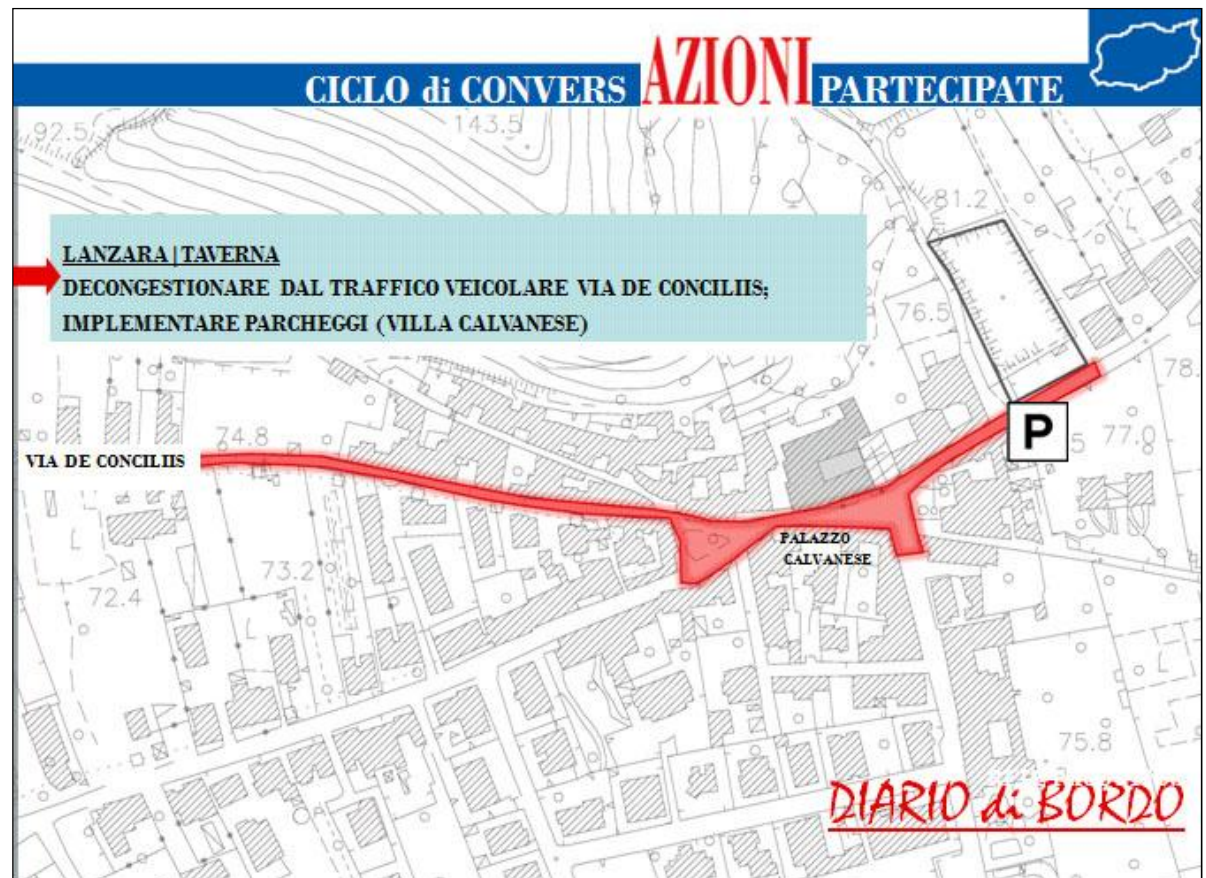 CICLO di CONVERS AZIONI PARTECIPATE
92.5
143.5
81.2
LANZARA|TAVERNA
DECONGESTIONARE DAL TRAFFICO VEICOLARE VIA DE CONCILIIS;
IMPLEMENTARE PARCHEGGI (VILLA CALVANESE)
76.5
78.
P
77.0
74.8
VIA DE CONCILIIS
PALAZZO
CALVANESE
73.2
72.4
75.8
DIARIO di BORDO